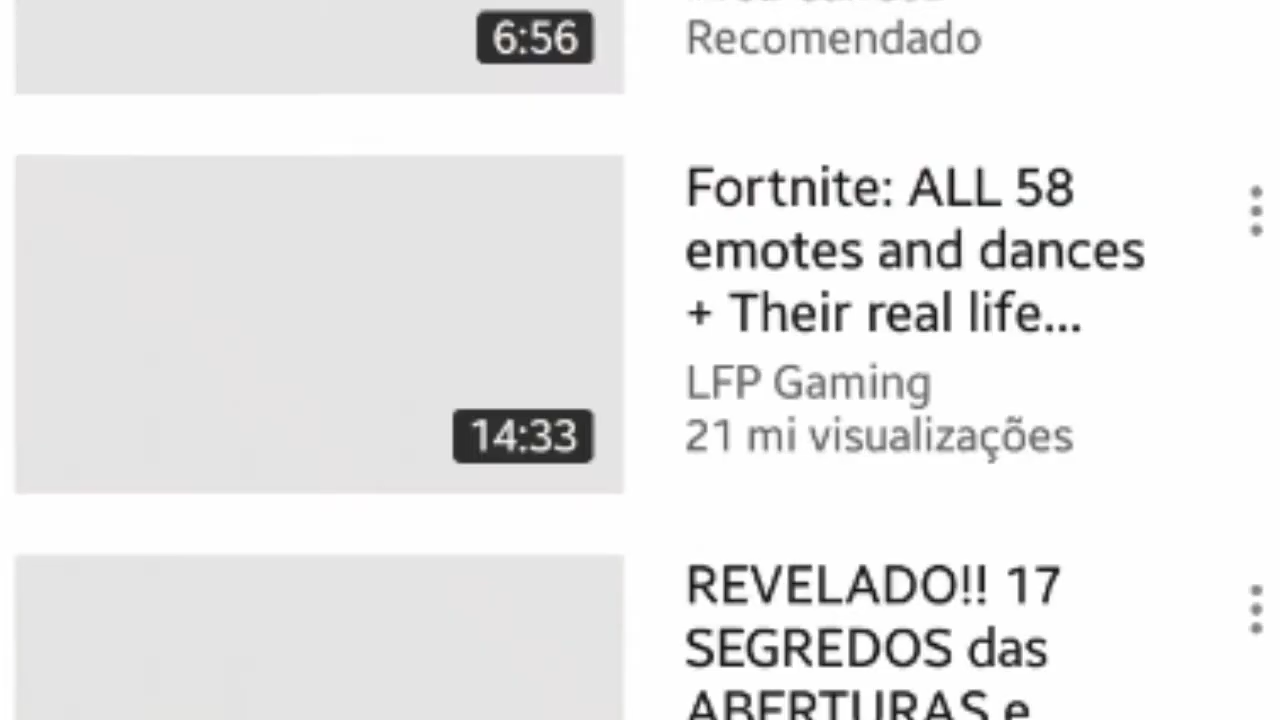 6:56
Recomendado
Fortnite: ALL 58
emotes and dances
+ Their real life...
LFP Gaming
21 mi visualizações
14:33
REVELADO!! 17
SEGREDOS das
ABERTURAS e